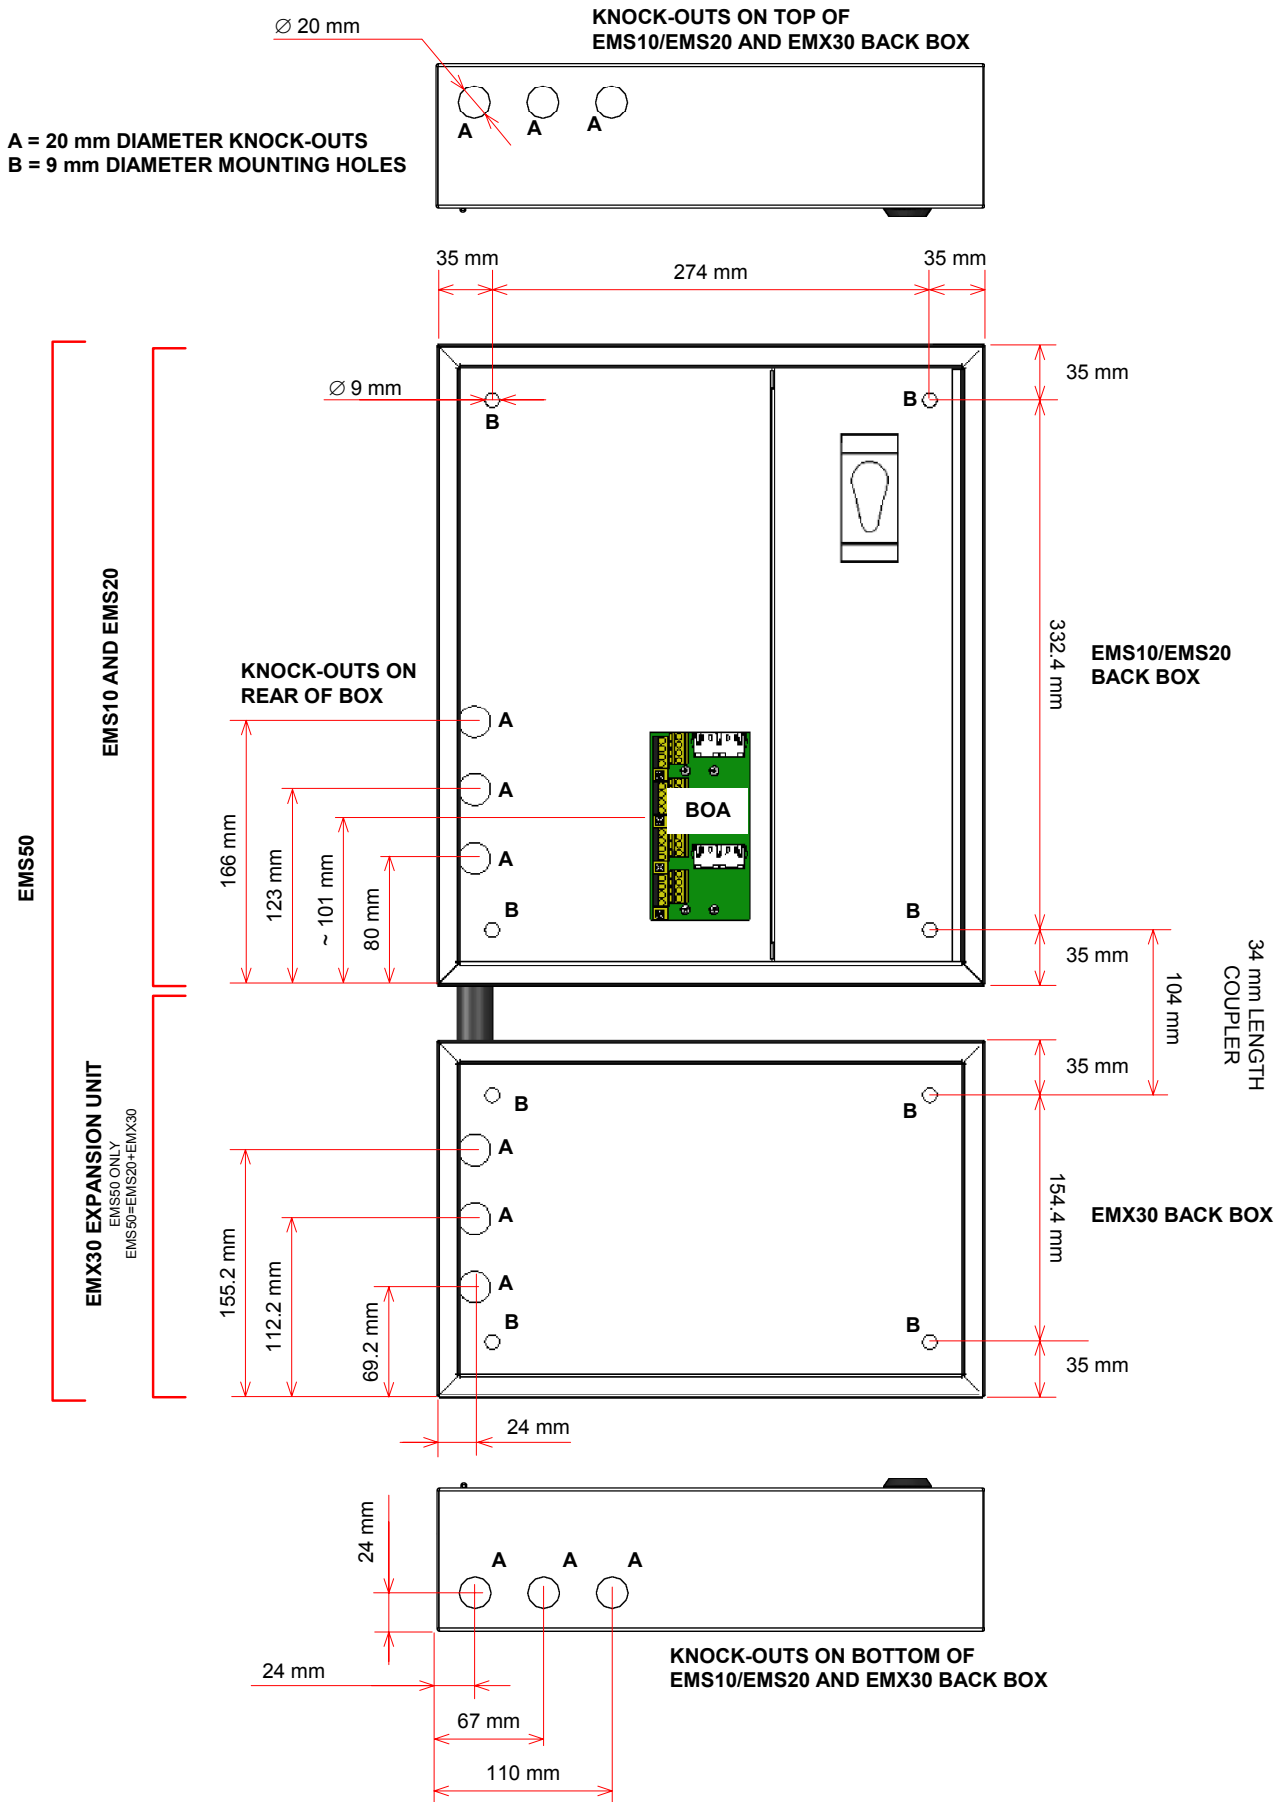 KNOCK-OUTS ON TOP OF
EMS10/EMS20 AND EMX30 BACK BOX
∅ 20 mm
A
A
A
A = 20 mm DIAMETER KNOCK-OUTS
B = 9 mm DIAMETER MOUNTING HOLES
35 mm
274 mm
35 mm
35 mm
∅ 9 mm
B
B
332.4 mm
EMS10/EMS20
BACK BOX
EMS50
EMS10 AND EMS20
KNOCK-OUTS ON
REAR OF BOX
A
A
A
BOA
166 mm
123 mm
~ 101 mm
80 mm
B
B
35 mm
104 mm
34 mm LENGTH
COUPLER
35 mm
EMX30 EXPANSION UNIT
EMS50 ONLY
EMS50=EMS20+EMX30
B
B
A
A
A
154.4 mm
EMX30 BACK BOX
155.2 mm
112.2 mm
69.2 mm
B
B
35 mm
24 mm
24 mm
A
A
A
KNOCK-OUTS ON BOTTOM OF
EMS10/EMS20 AND EMX30 BACK BOX
24 mm
67 mm
110 mm